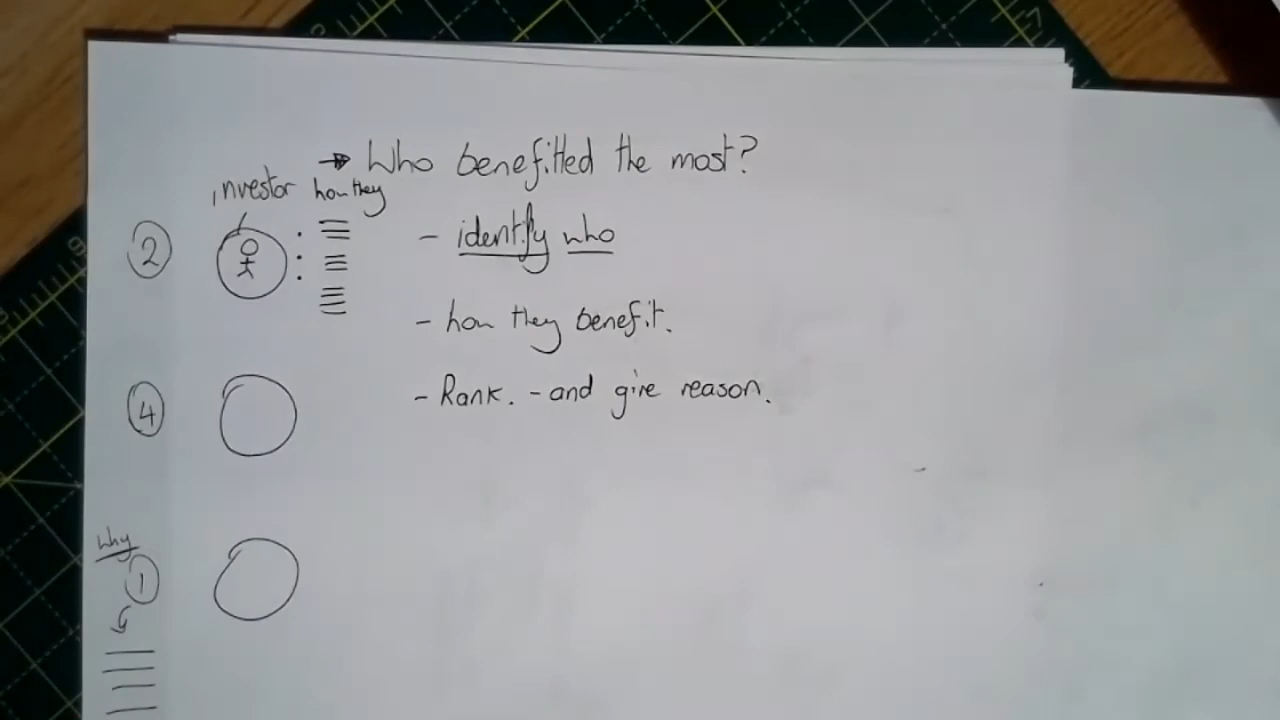 → Who benefitted the most?
investor how they
② - identify who
- how they benefit.
④ - Rank. - and give reason.
Why
①